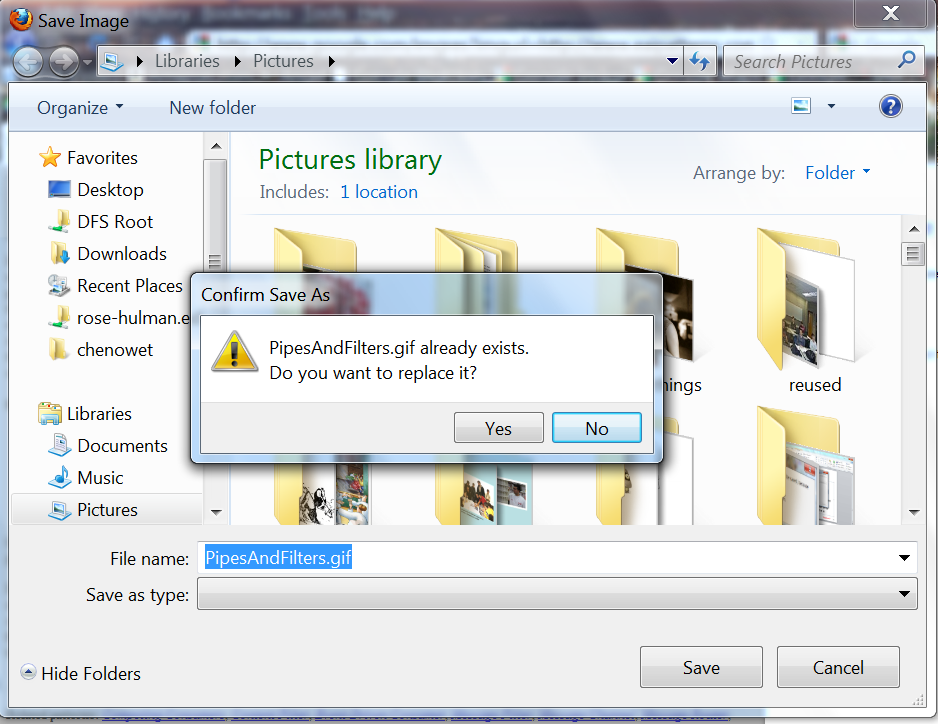 Save Image
Libraries
Pictures
Search Pictures
Organize
New folder
Favorites
Desktop
DFS Root
Downloads
Recent Places
rose-hulman.e
chenowet
Libraries
Documents
Music
Pictures
Pictures library
Includes: 1 location
Arrange by: Folder
reused
Confirm Save As
PipesAndFilters.gif already exists.
Do you want to replace it?
Yes
No
File name: PipesAndFilters.gif
Save as type:
Hide Folders
Save
Cancel